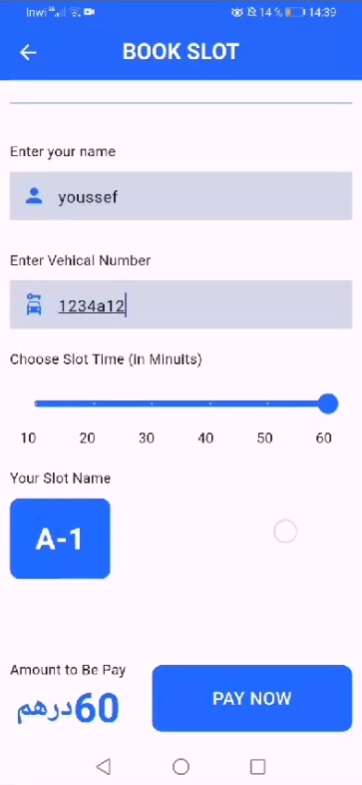 Inwi 14 % 14:39
BOOK SLOT
Enter your name
youssef
Enter Vehical Number
1234a12
Choose Slot Time (in Minuits)
10 20 30 40 50 60
Your Slot Name
A-1
Amount to Be Pay
60درهم
PAY NOW